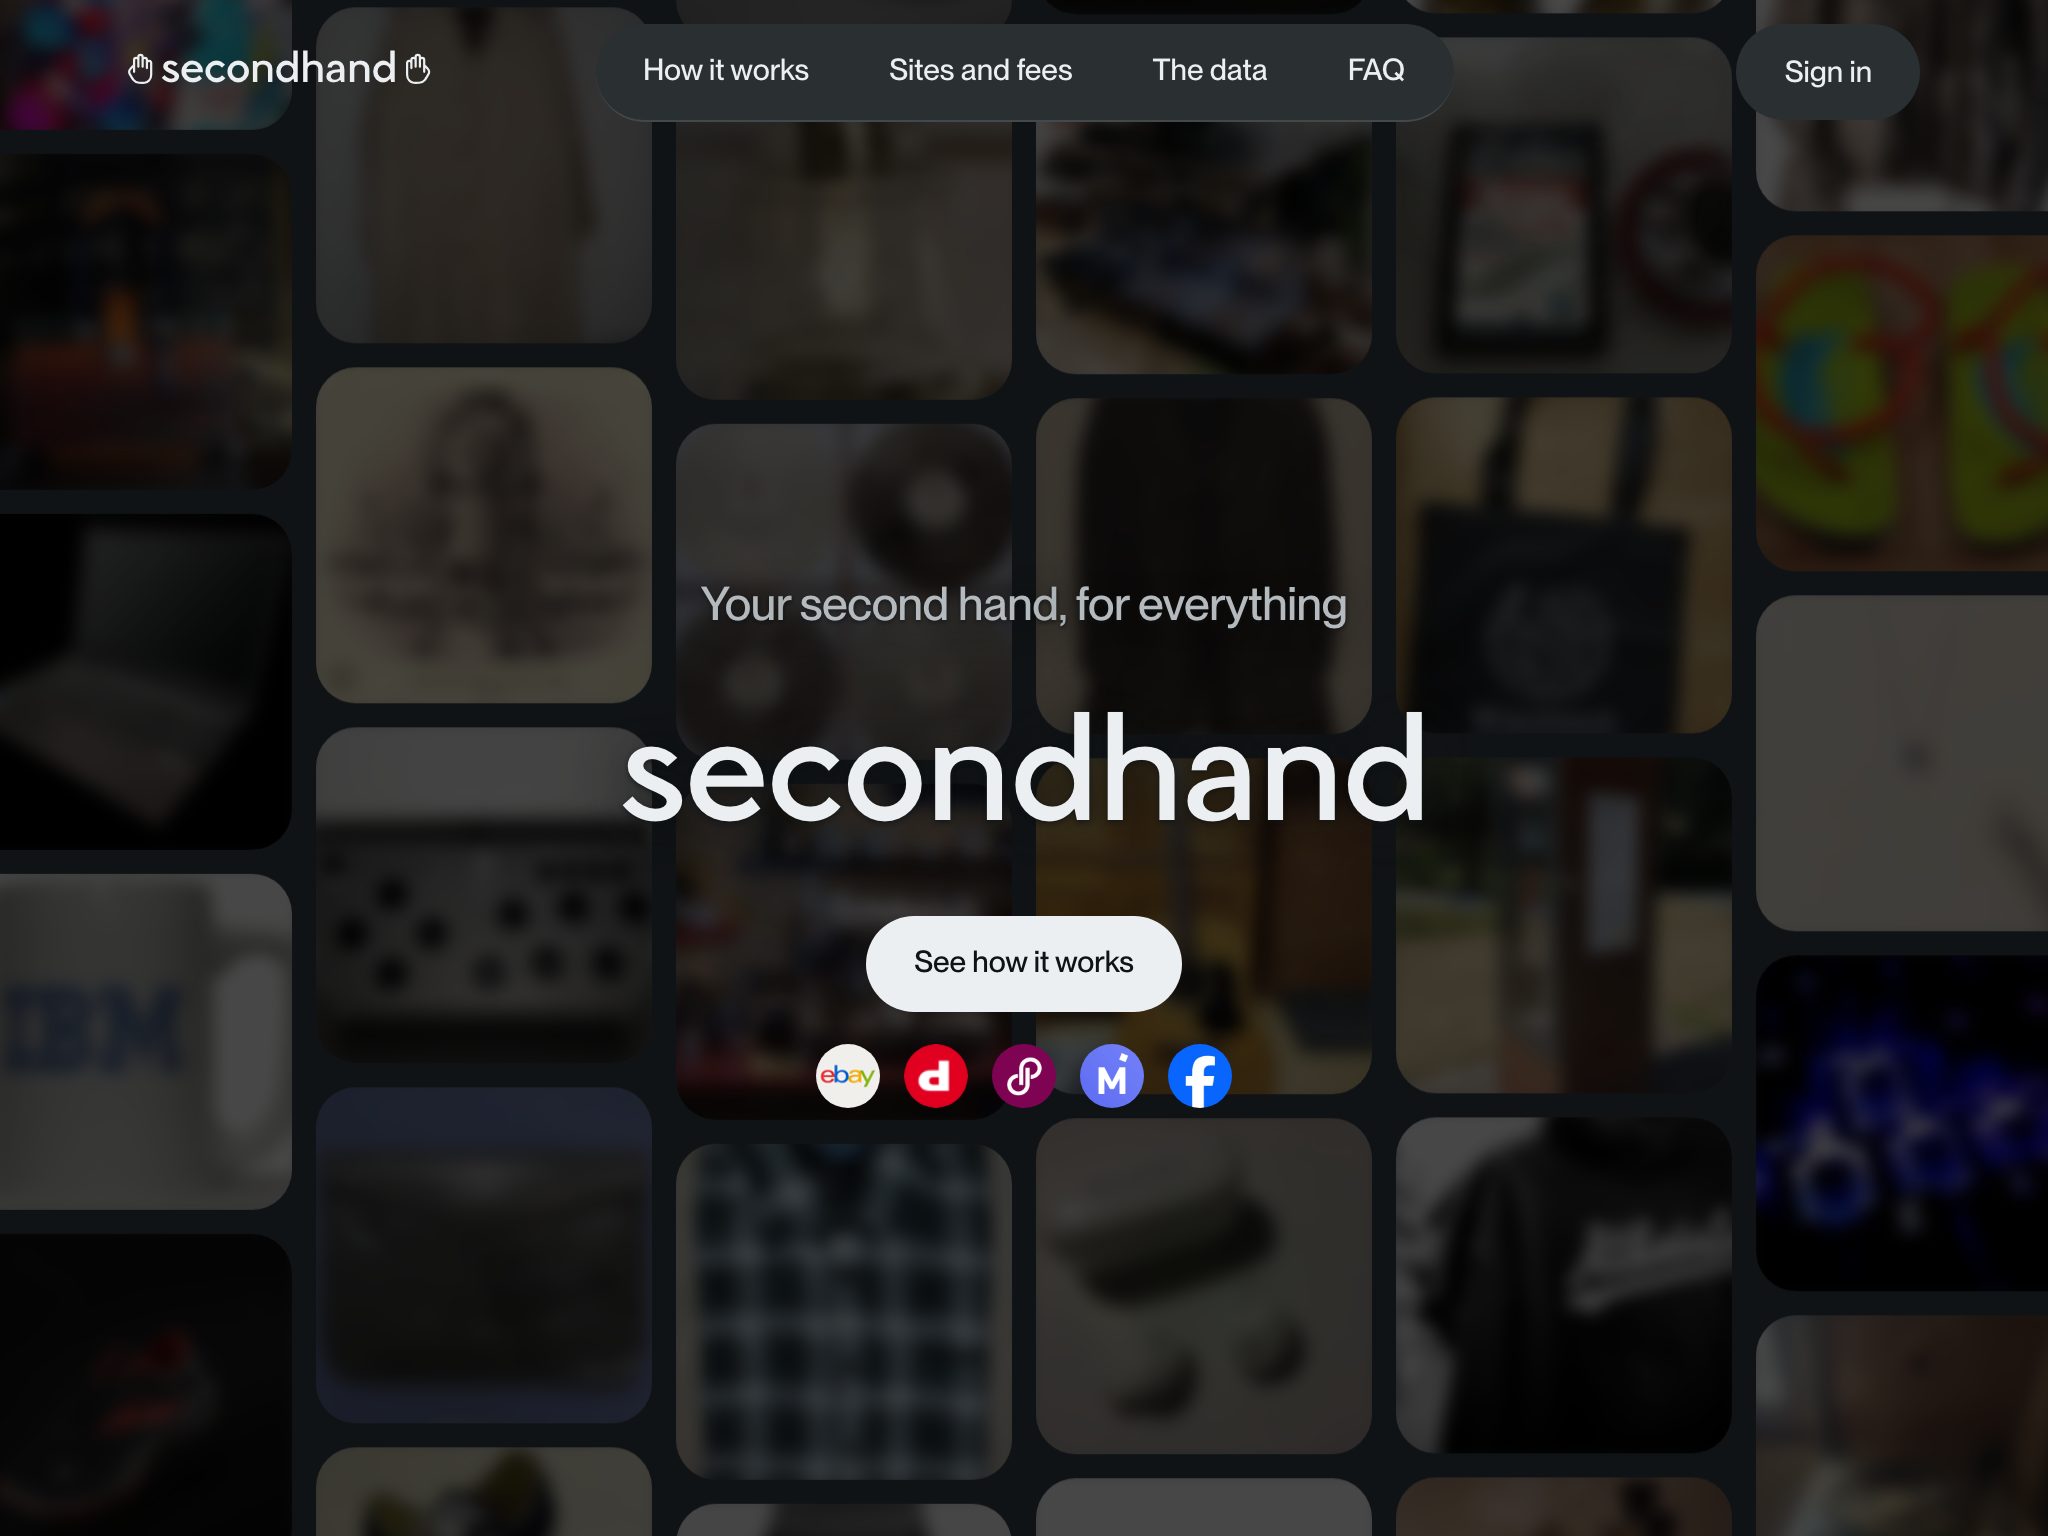 secondhand
How it works
Sites and fees
The data
FAQ
Sign in
Your second hand, for everything
secondhand
See how it works
ebay
d
M
f
IBM